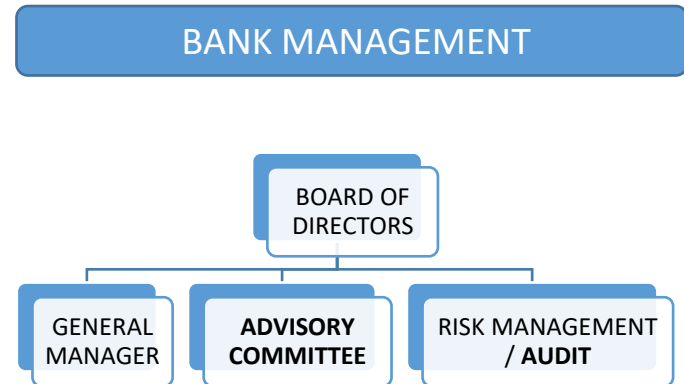 BANK MANAGEMENT
BOARD OF
DIRECTORS
GENERAL
MANAGER
ADVISORY
COMMITTEE
RISK MANAGEMENT
/ AUDIT